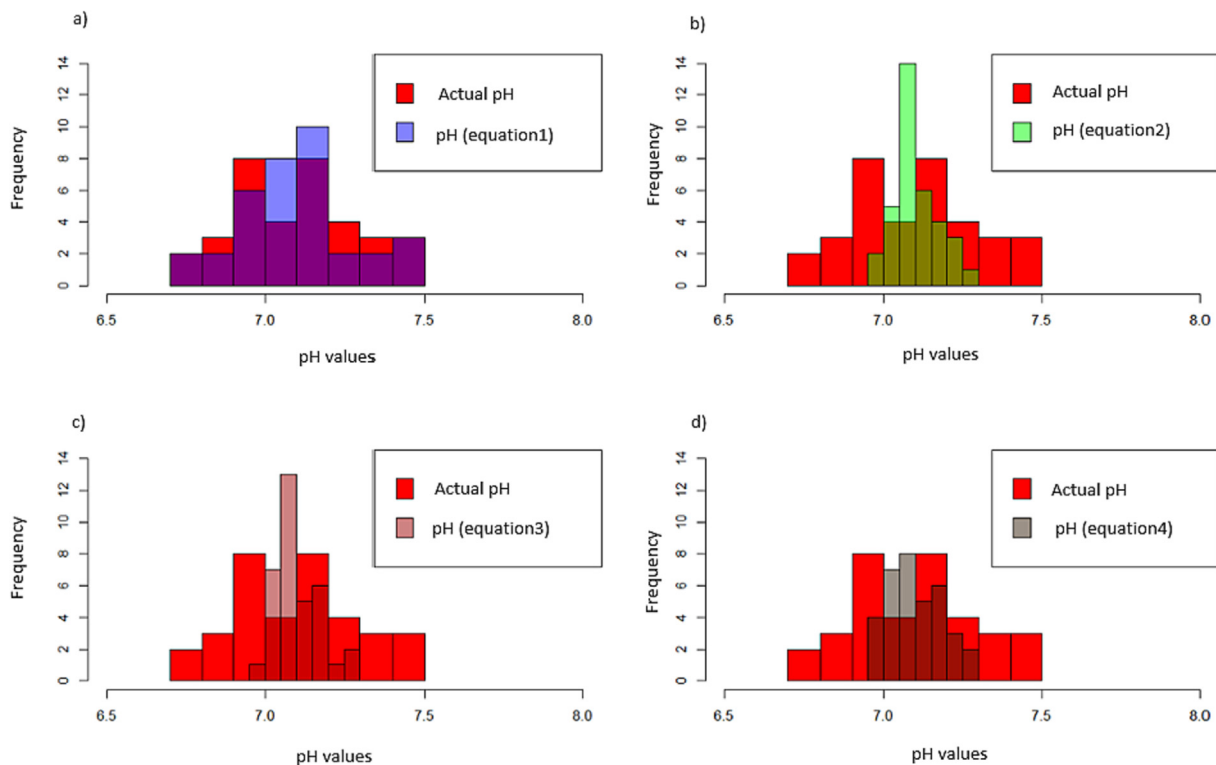 a)
14
12
10
8
6
4
2
0
Frequency
Actual pH
pH (equation1)
6.5
7.0
7.5
8.0
pH values
b)
14
12
10
8
6
4
2
0
Frequency
Actual pH
pH (equation2)
6.5
7.0
7.5
8.0
pH values
c)
14
12
10
8
6
4
2
0
Frequency
Actual pH
pH (equation3)
6.5
7.0
7.5
8.0
pH values
d)
14
12
10
8
6
4
2
0
Frequency
Actual pH
pH (equation4)
6.5
7.0
7.5
8.0
pH values